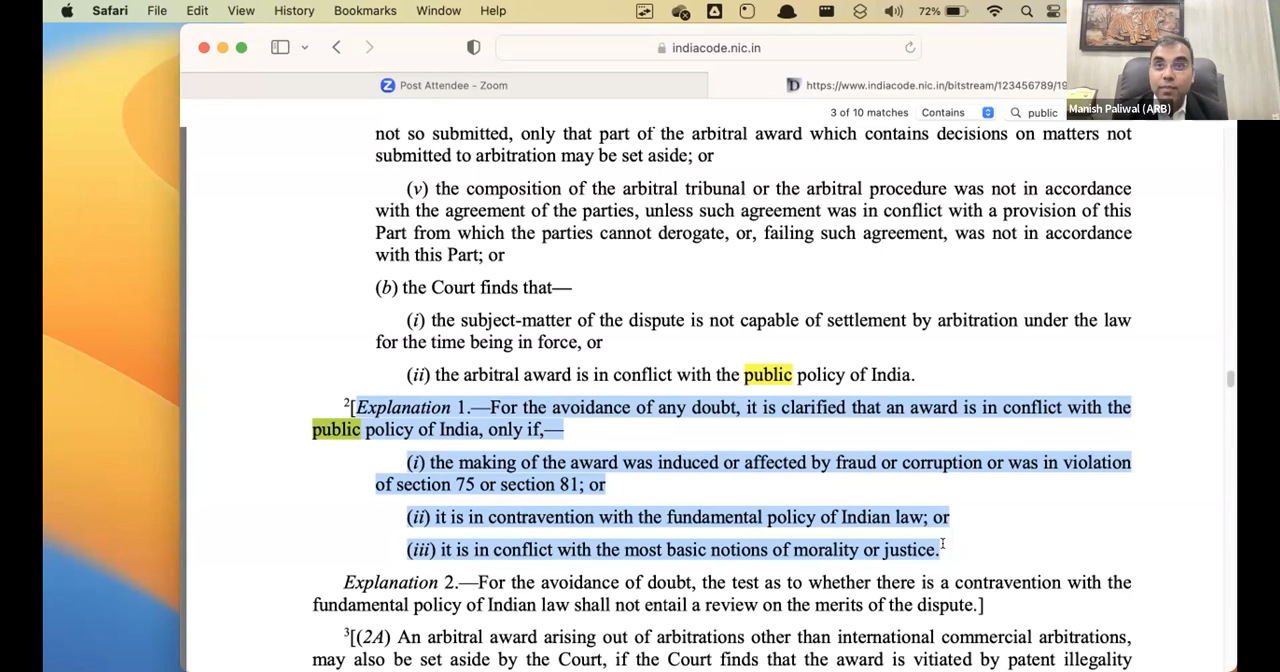 Safari File Edit View History Bookmarks Window Help 72%
indiacode.nic.in
Post Attendee - Zoom https://www.indiacode.nic.in/bitstream/123456789/19
Manish Paliwal (ARB)
3 of 10 matches Contains public
not so submitted, only that part of the arbitral award which contains decisions on matters not
submitted to arbitration may be set aside; or
(v) the composition of the arbitral tribunal or the arbitral procedure was not in accordance
with the agreement of the parties, unless such agreement was in conflict with a provision of this
Part from which the parties cannot derogate, or, failing such agreement, was not in accordance
with this Part; or
(b) the Court finds that—
(i) the subject-matter of the dispute is not capable of settlement by arbitration under the law
for the time being in force, or
(ii) the arbitral award is in conflict with the public policy of India.
2[Explanation 1.—For the avoidance of any doubt, it is clarified that an award is in conflict with the
public policy of India, only if,—
(i) the making of the award was induced or affected by fraud or corruption or was in violation
of section 75 or section 81; or
(ii) it is in contravention with the fundamental policy of Indian law; or
(iii) it is in conflict with the most basic notions of morality or justice.
Explanation 2.—For the avoidance of doubt, the test as to whether there is a contravention with the
fundamental policy of Indian law shall not entail a review on the merits of the dispute.]
3[(2A) An arbitral award arising out of arbitrations other than international commercial arbitrations,
may also be set aside by the Court, if the Court finds that the award is vitiated by patent illegality